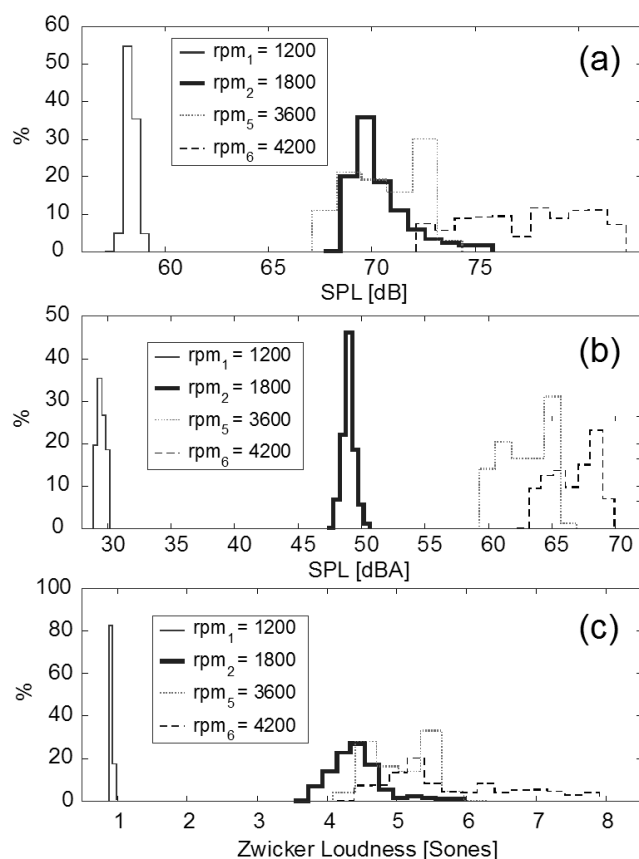 60
50
40
30
20
10
0
%
rpm1 = 1200
rpm2 = 1800
rpm5 = 3600
rpm6 = 4200
(a)
60 65 70 75
SPL [dB]
50
40
30
20
10
0
%
rpm1 = 1200
rpm2 = 1800
rpm5 = 3600
rpm6 = 4200
(b)
30 35 40 45 50 55 60 65 70
SPL [dBA]
100
80
60
40
20
0
%
rpm1 = 1200
rpm2 = 1800
rpm5 = 3600
rpm6 = 4200
(c)
1 2 3 4 5 6 7 8
Zwicker Loudness [Sones]